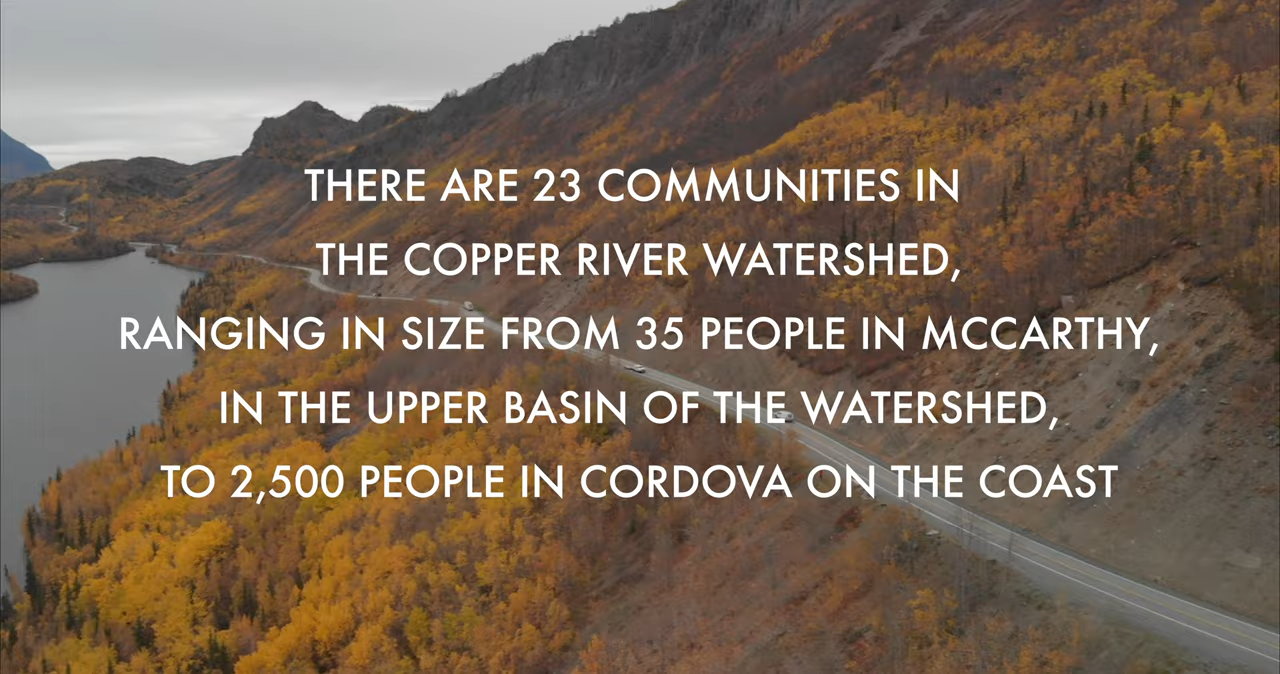 THERE ARE 23 COMMUNITIES IN
THE COPPER RIVER WATERSHED,
RANGING IN SIZE FROM 35 PEOPLE IN MCCARTHY,
IN THE UPPER BASIN OF THE WATERSHED,
TO 2,500 PEOPLE IN CORDOVA ON THE COAST